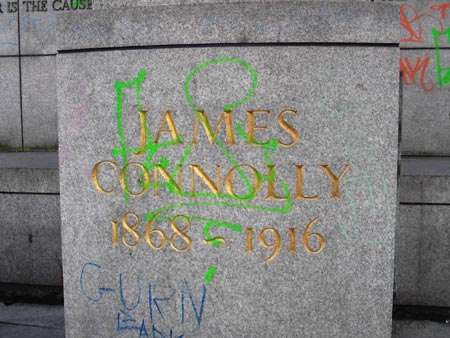 R IS THE CAUSE
JAMES
CONNOLLY
1868 - 1916
GURN